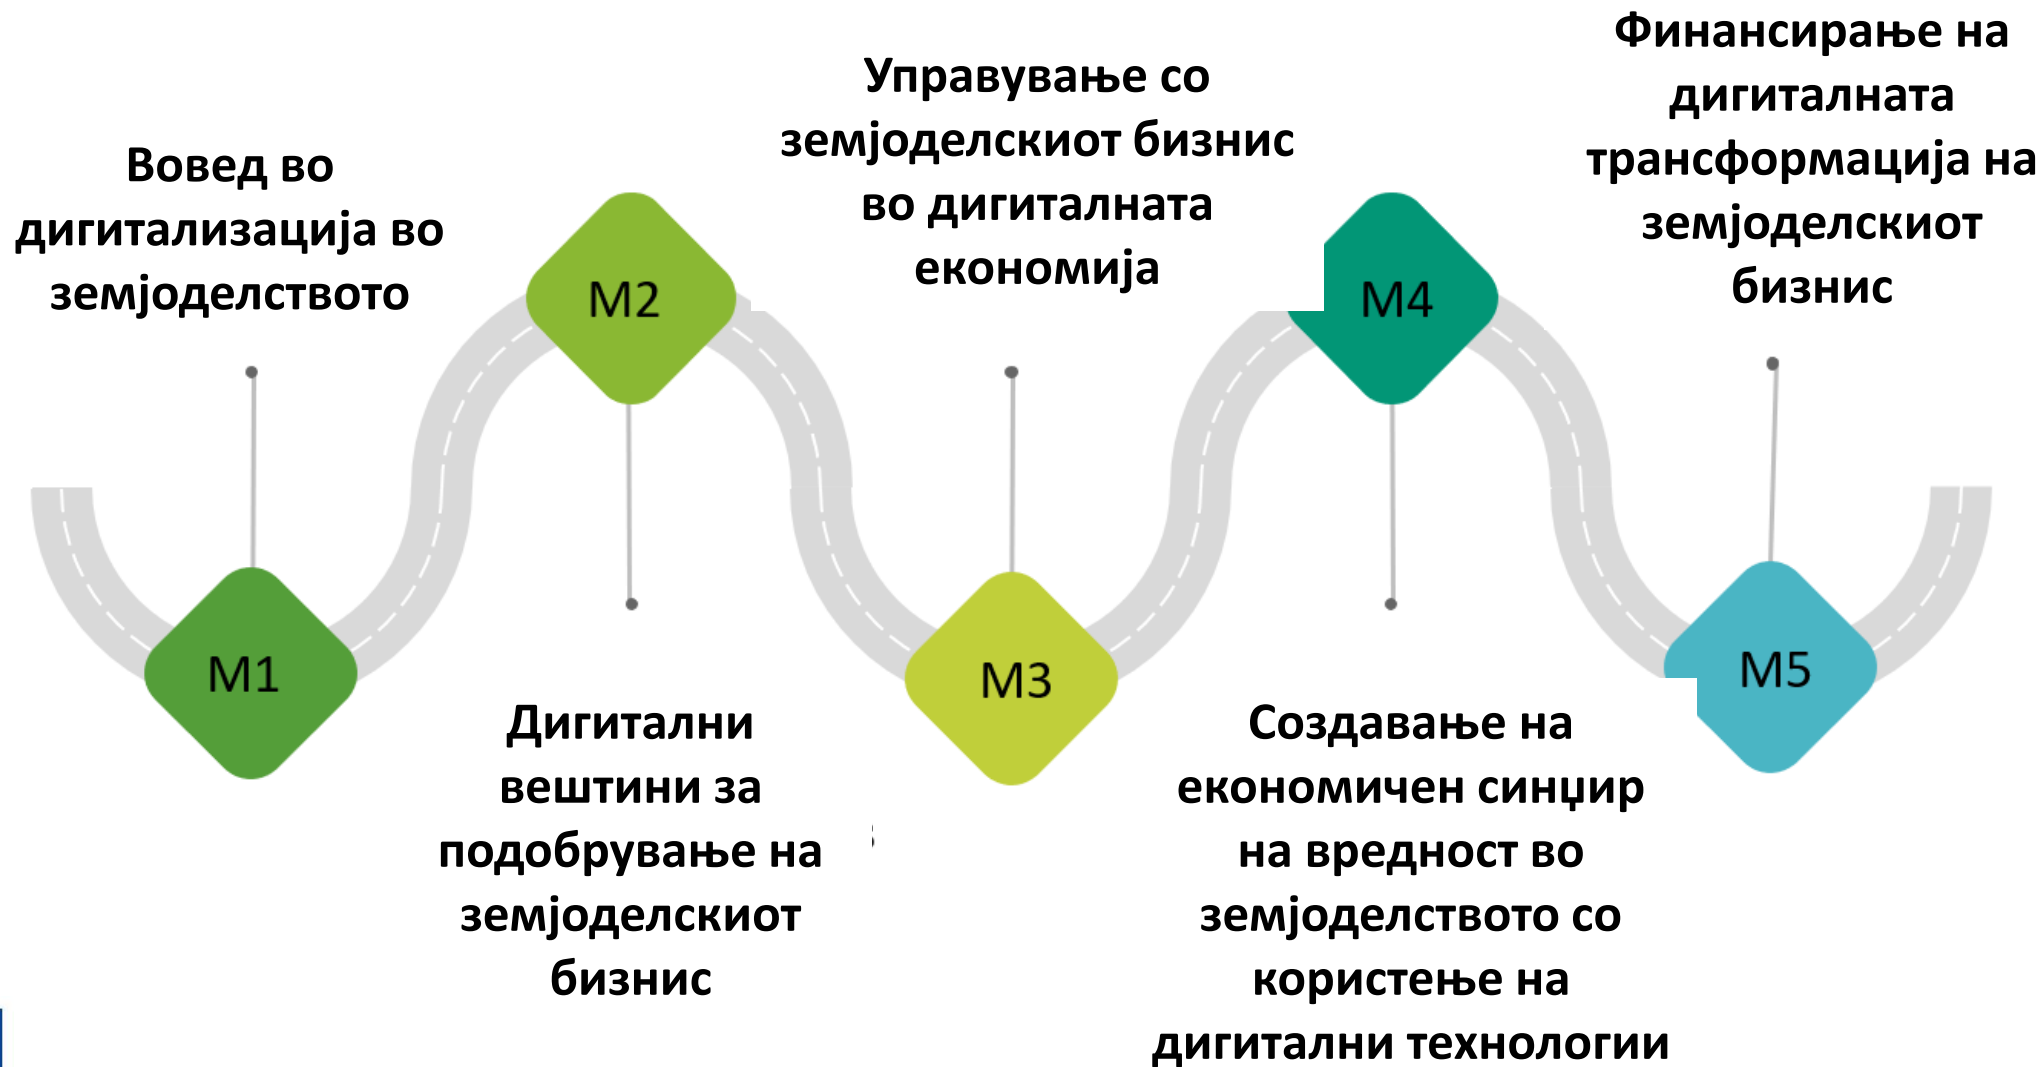 Вовед во
дигитализација во
земјоделството
M1
M2
Дигитални
вештини за
подобрување на
земјоделскиот
бизнис
Управување со
земјоделскиот бизнис
во дигиталната
економија
M3
M4
Создавање на
економичен синџир
на вредност во
земјоделството со
користење на
дигитални технологии
Финансирање на
дигиталната
трансформација на
земјоделскиот
бизнис
M5